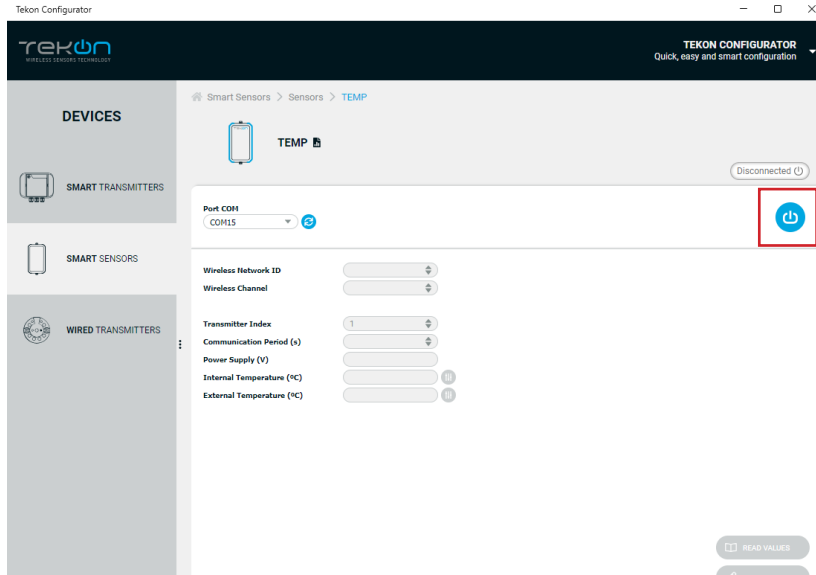 Tekon Configurator
Tekon
WIRELESS SENSORS TECHNOLOGY
TEKON CONFIGURATOR
Quick, easy and smart configuration
DEVICES
SMART TRANSMITTERS
SMART SENSORS
WIRED TRANSMITTERS
Smart Sensors > Sensors > TEMP
TEMP
Disconnected
Port COM
COM15
Wireless Network ID
Wireless Channel
Transmitter Index
1
Communication Period (s)
Power Supply (V)
Internal Temperature (ºC)
External Temperature (ºC)
READ VALUES